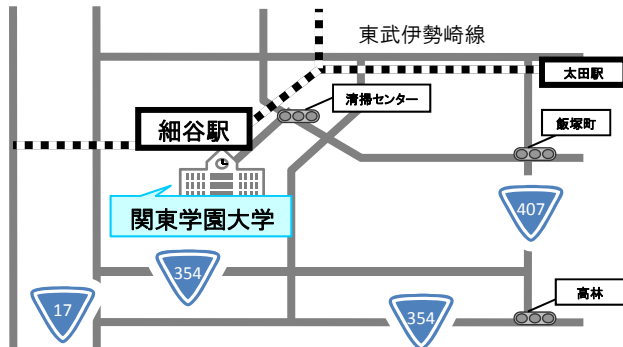 東武伊勢崎線
太田駅
清掃センター
細谷駅
飯塚町
関東学園大学
407
354
17
354
高林